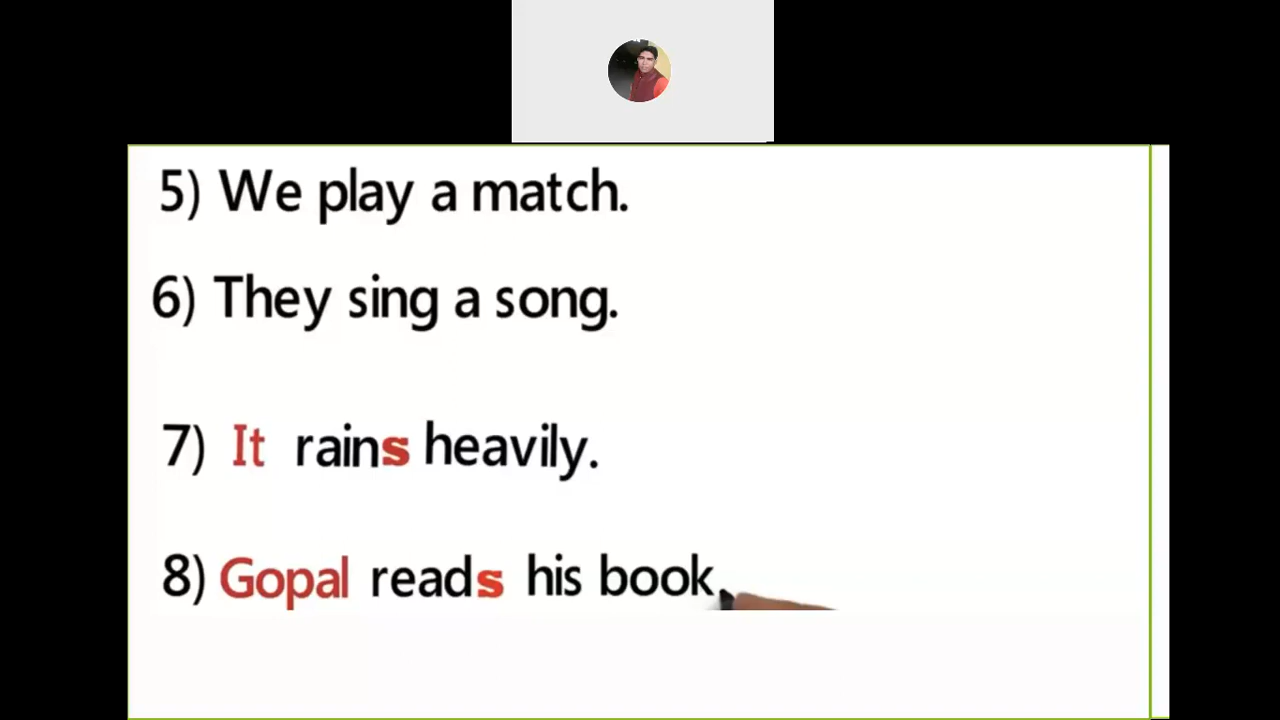 5) We play a match.
6) They sing a song.
7) It rains heavily.
8) Gopal reads his book